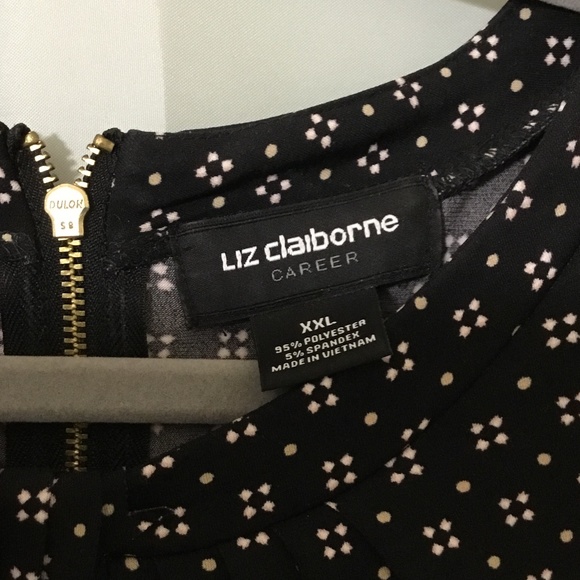 DULON
58
Liz claiborne
CAREER
XXL
95% POLYESTER
5% SPANDEX
MADE IN VIETNAM